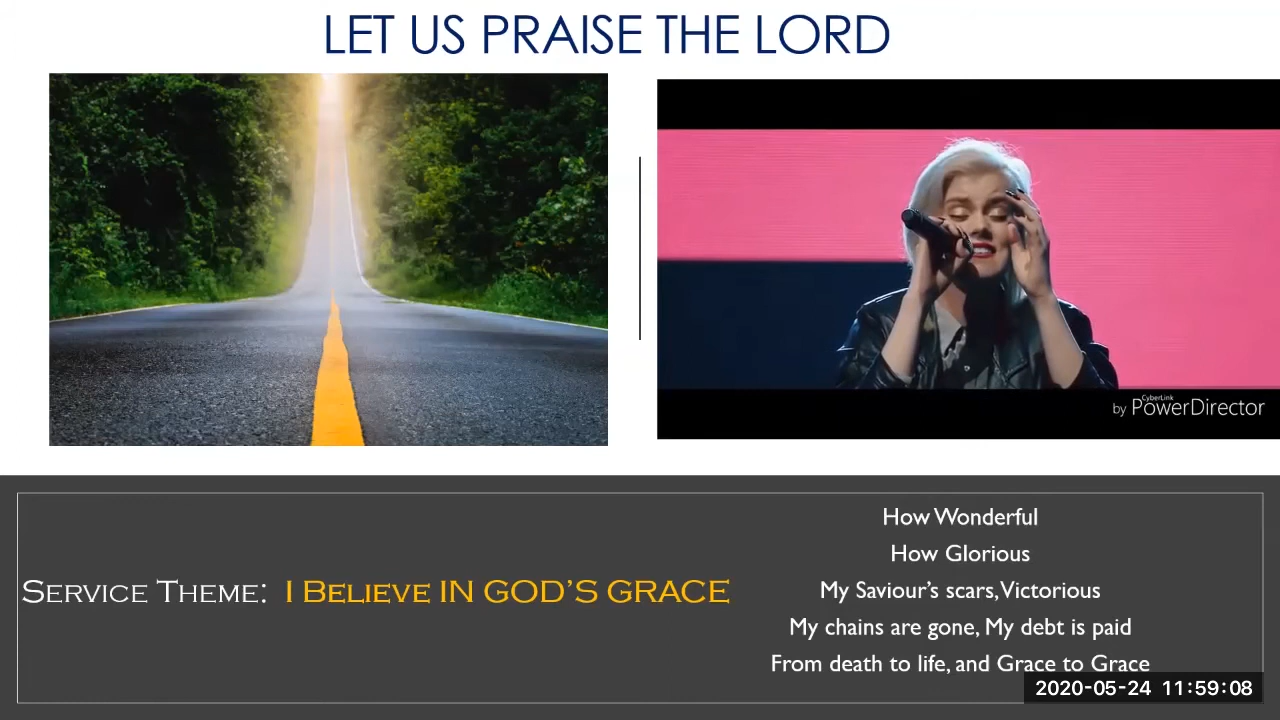 LET US PRAISE THE LORD
CyberLink
by PowerDirector
SERVICE THEME: I BELIEVE IN GOD’S GRACE
How Wonderful
How Glorious
My Saviour’s scars, Victorious
My chains are gone, My debt is paid
From death to life, and Grace to Grace
2020-05-24 11:59:08